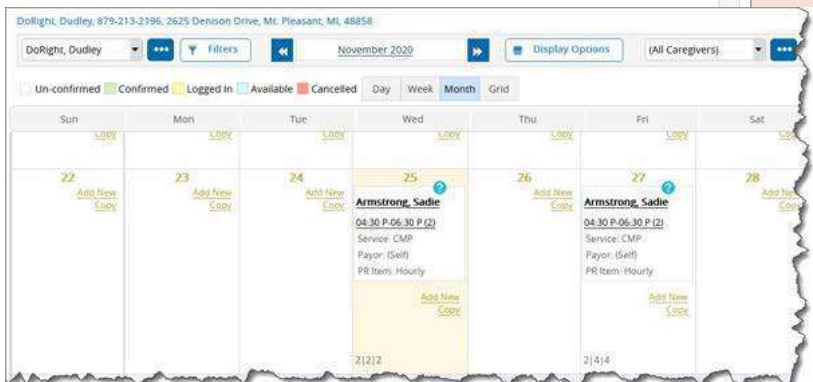 DoRight, Dudley, 879-213-2196, 2625 Denison Drive, Mt. Pleasant, MI, 48858
DoRight, Dudley Filters November 2020 Display Options (All Caregivers)
Un-confirmed Confirmed Logged In Available Cancelled Day Week Month Grid
Sun Mon Tue Wed Thu Fri Sat
Copy Copy Copy Copy Copy Copy
22 23 24 25 26 27 28
Add New Add New Add New ? Add New ? Add New
Copy Copy Copy Armstrong, Sadie Copy Armstrong, Sadie
04:30 P-06:30 P (2) 04:30 P-06:30 P (2)
Service: CMP Service: CMP
Payor: (Self) Payor: (Self)
PR Item: Hourly PR Item: Hourly
Add New Add New
Copy Copy
2|2|2 2|4|4